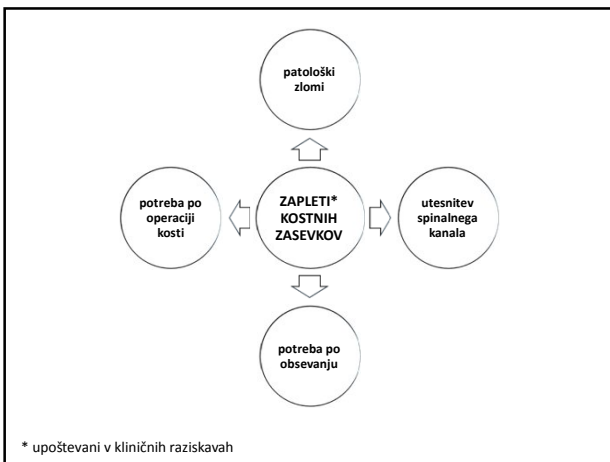 patološki
zlomi
potreba po
operaciji
kosti
ZAPLETI*
KOSTNIH
ZASEVKOV
utesnitev
spinalnega
kanala
potreba po
obsevanju
* upoštevani v kliničnih raziskavah